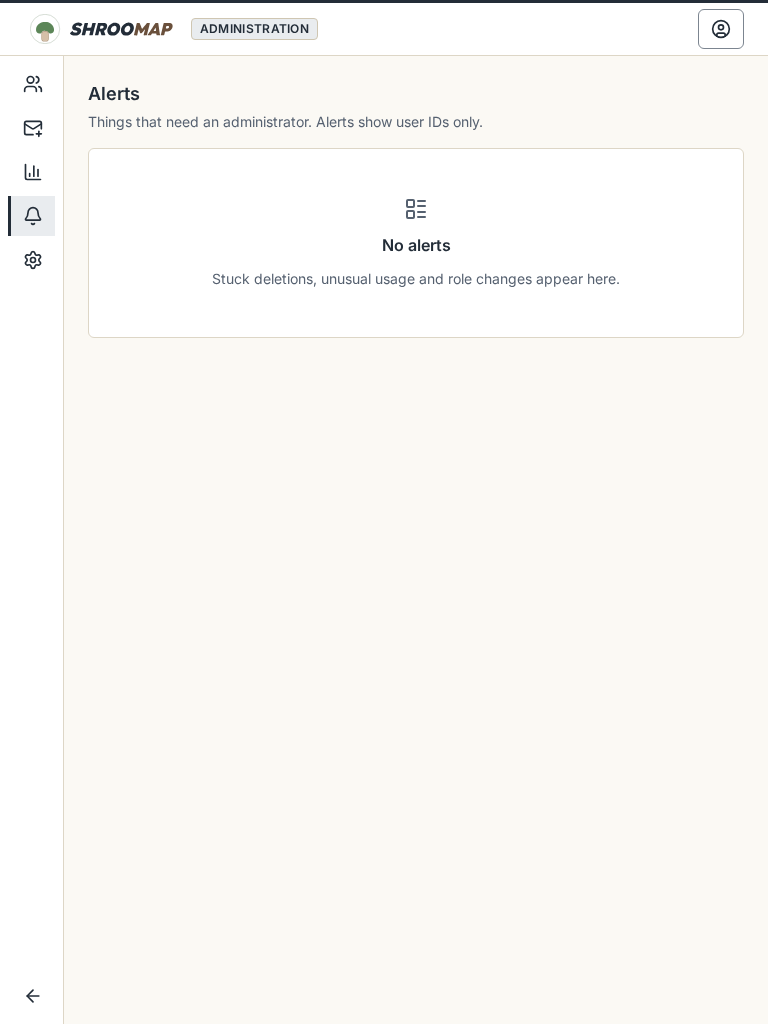 SHROOMAP
ADMINISTRATION
Alerts
Things that need an administrator. Alerts show user IDs only.
No alerts
Stuck deletions, unusual usage and role changes appear here.